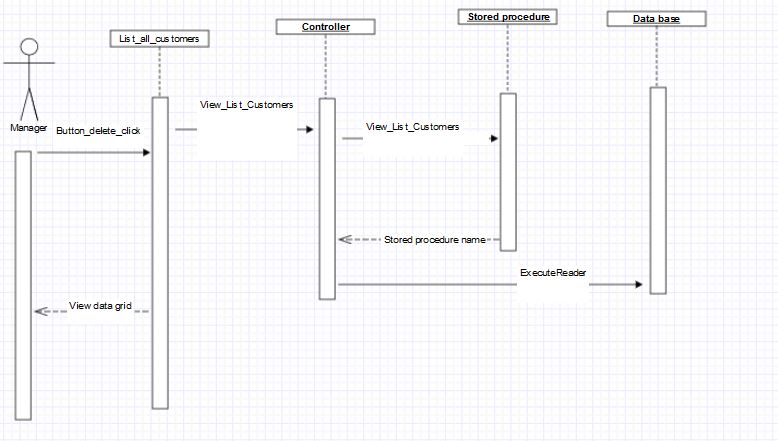 Stored procedure
Data base
Controller
List_all_customers
View_List_Customers
View_List_Customers
Manager
Button_delete_click
Stored procedure name
ExecuteReader
View data grid